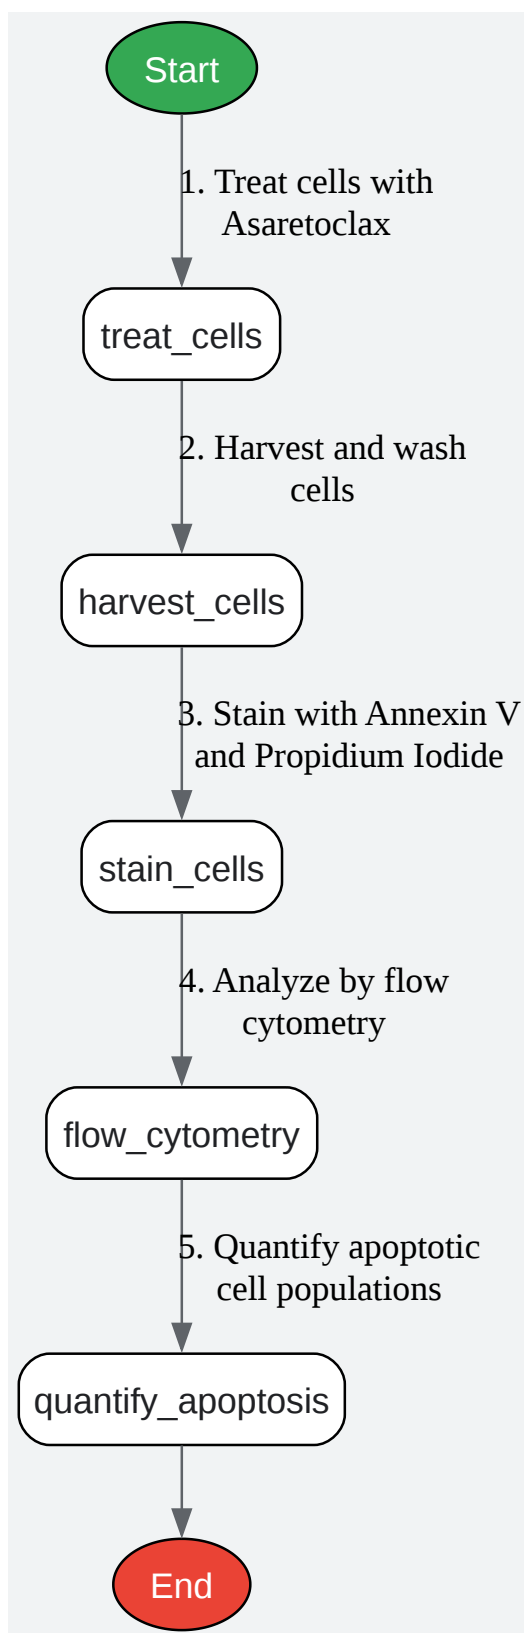 Start
1. Treat cells with
Asaretoclax
treat_cells
2. Harvest and wash
cells
harvest_cells
3. Stain with Annexin V
and Propidium Iodide
stain_cells
4. Analyze by flow
cytometry
flow_cytometry
5. Quantify apoptotic
cell populations
quantify_apoptosis
End